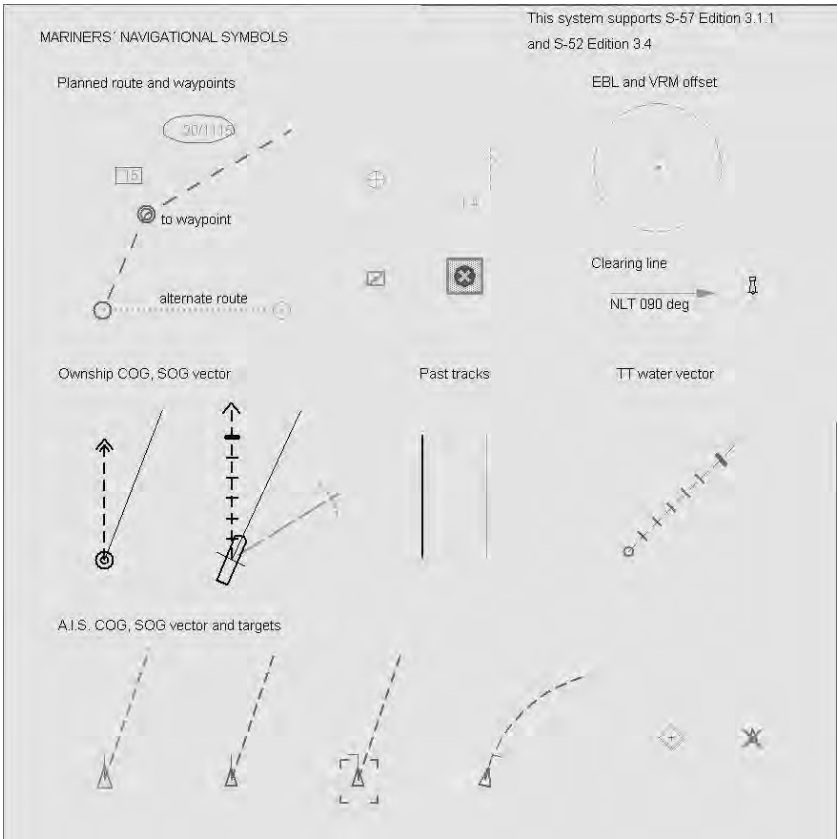 This system supports S-57 Edition 3.1.1
and S-52 Edition 3.4
MARINERS´ NAVIGATIONAL SYMBOLS
Planned route and waypoints
EBL and VRM offset
15
to waypoint
alternate route
Clearing line
NLT 090 deg
Ownship COG, SOG vector
Past tracks
TT water vector
A.I.S. COG, SOG vector and targets